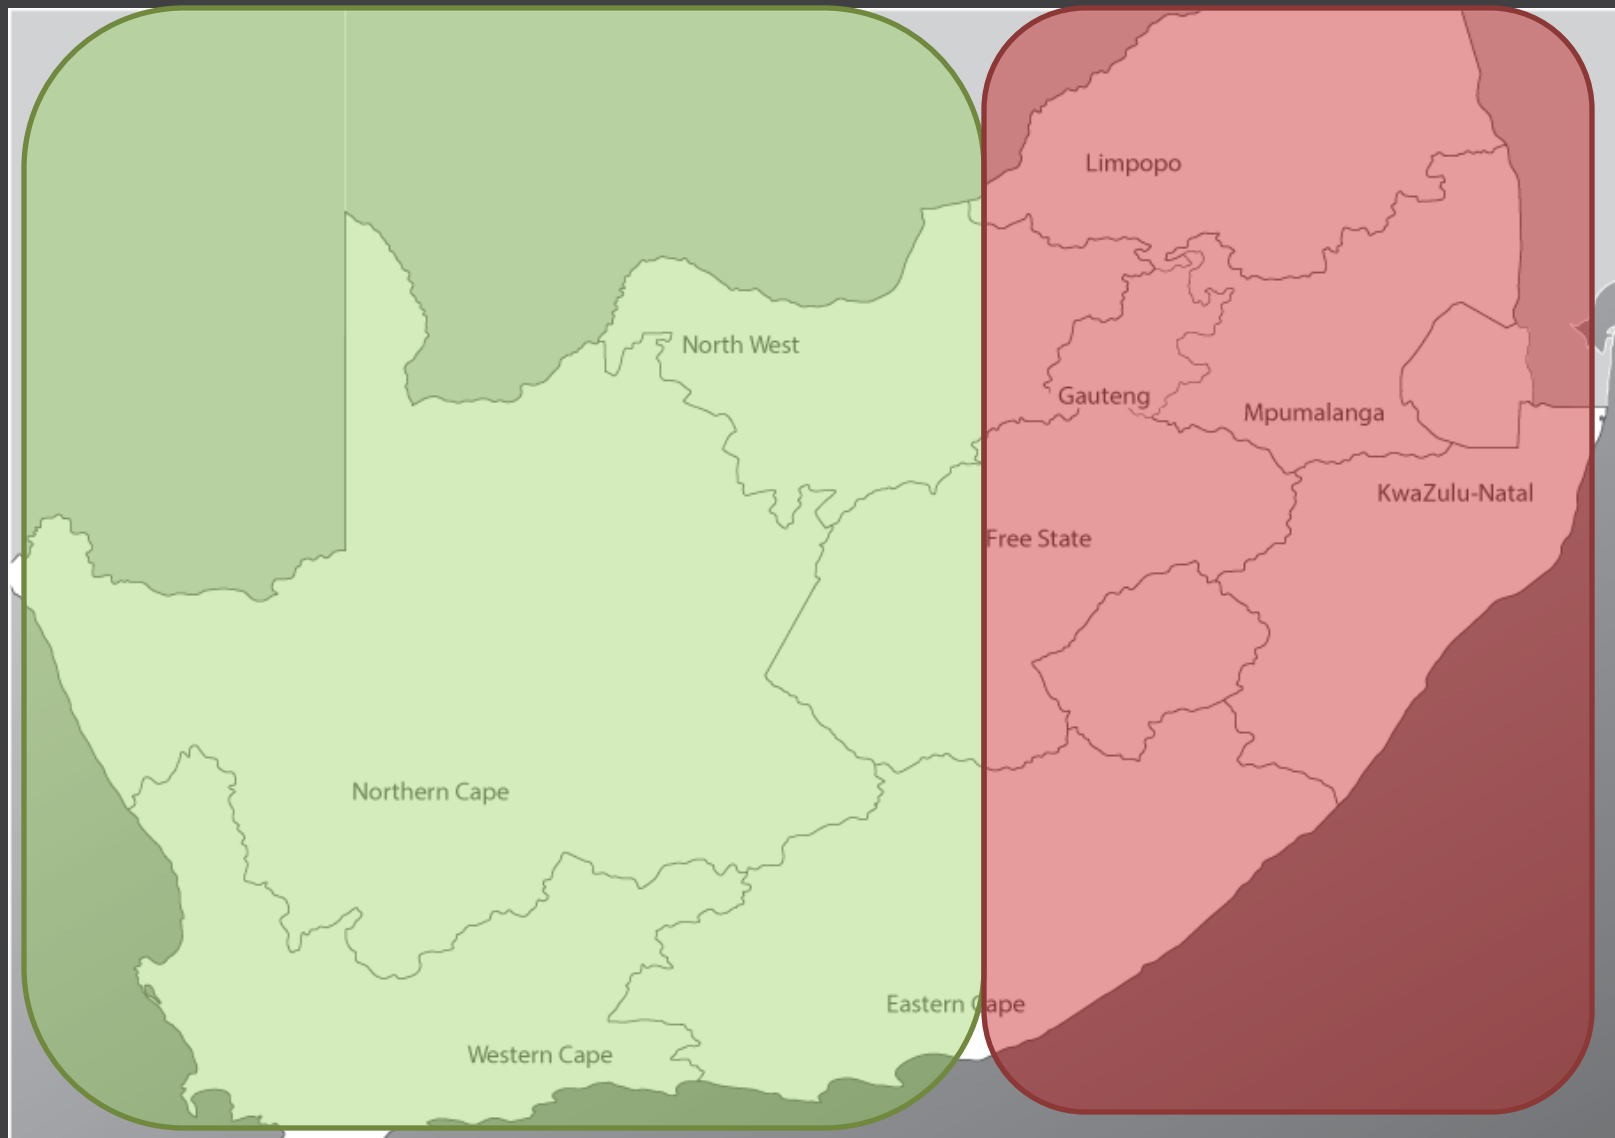 Limpopo
North West
Gauteng
Mpumalanga
KwaZulu-Natal
Free State
Northern Cape
Eastern Cape
Western Cape